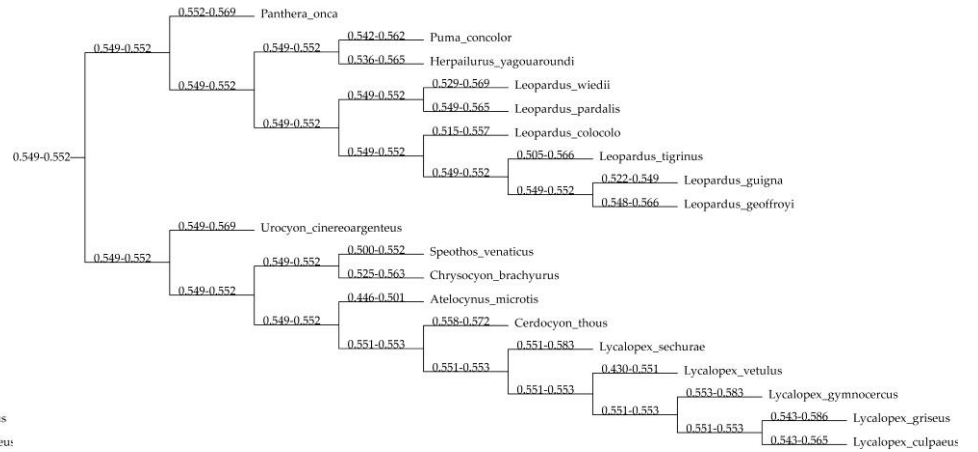 0.552-0.569 Panthera_onca
0.549-0.552
0.542-0.562 Puma_concolor
0.549-0.552
0.536-0.565 Herpailurus_yagouaroundi
0.549-0.552
0.529-0.569 Leopardus_wiedii
0.549-0.552
0.549-0.565 Leopardus_pardalis
0.549-0.552
0.515-0.557 Leopardus_colocolo
0.549-0.552
0.549-0.552
0.505-0.566 Leopardus_tigrinus
0.549-0.552
0.522-0.549 Leopardus_guigna
0.549-0.552
0.548-0.566 Leopardus_geoffroyi
0.549-0.569 Urocyon_cinereoargenteus
0.549-0.552
0.500-0.552 Speothos_venaticus
0.549-0.552
0.525-0.563 Chrysocyon_brachyurus
0.549-0.552
0.446-0.501 Atelocynus_microtis
0.549-0.552
0.558-0.572 Cerdocyon_thous
0.551-0.553
0.551-0.583 Lycalopex_sechurae
0.551-0.553
0.430-0.551 Lycalopex_vetulus
0.551-0.553
0.553-0.583 Lycalopex_gymnocercus
0.551-0.553
0.543-0.586 Lycalopex_griseus
0.551-0.553
0.543-0.565 Lycalopex_culpaeus
us
eus